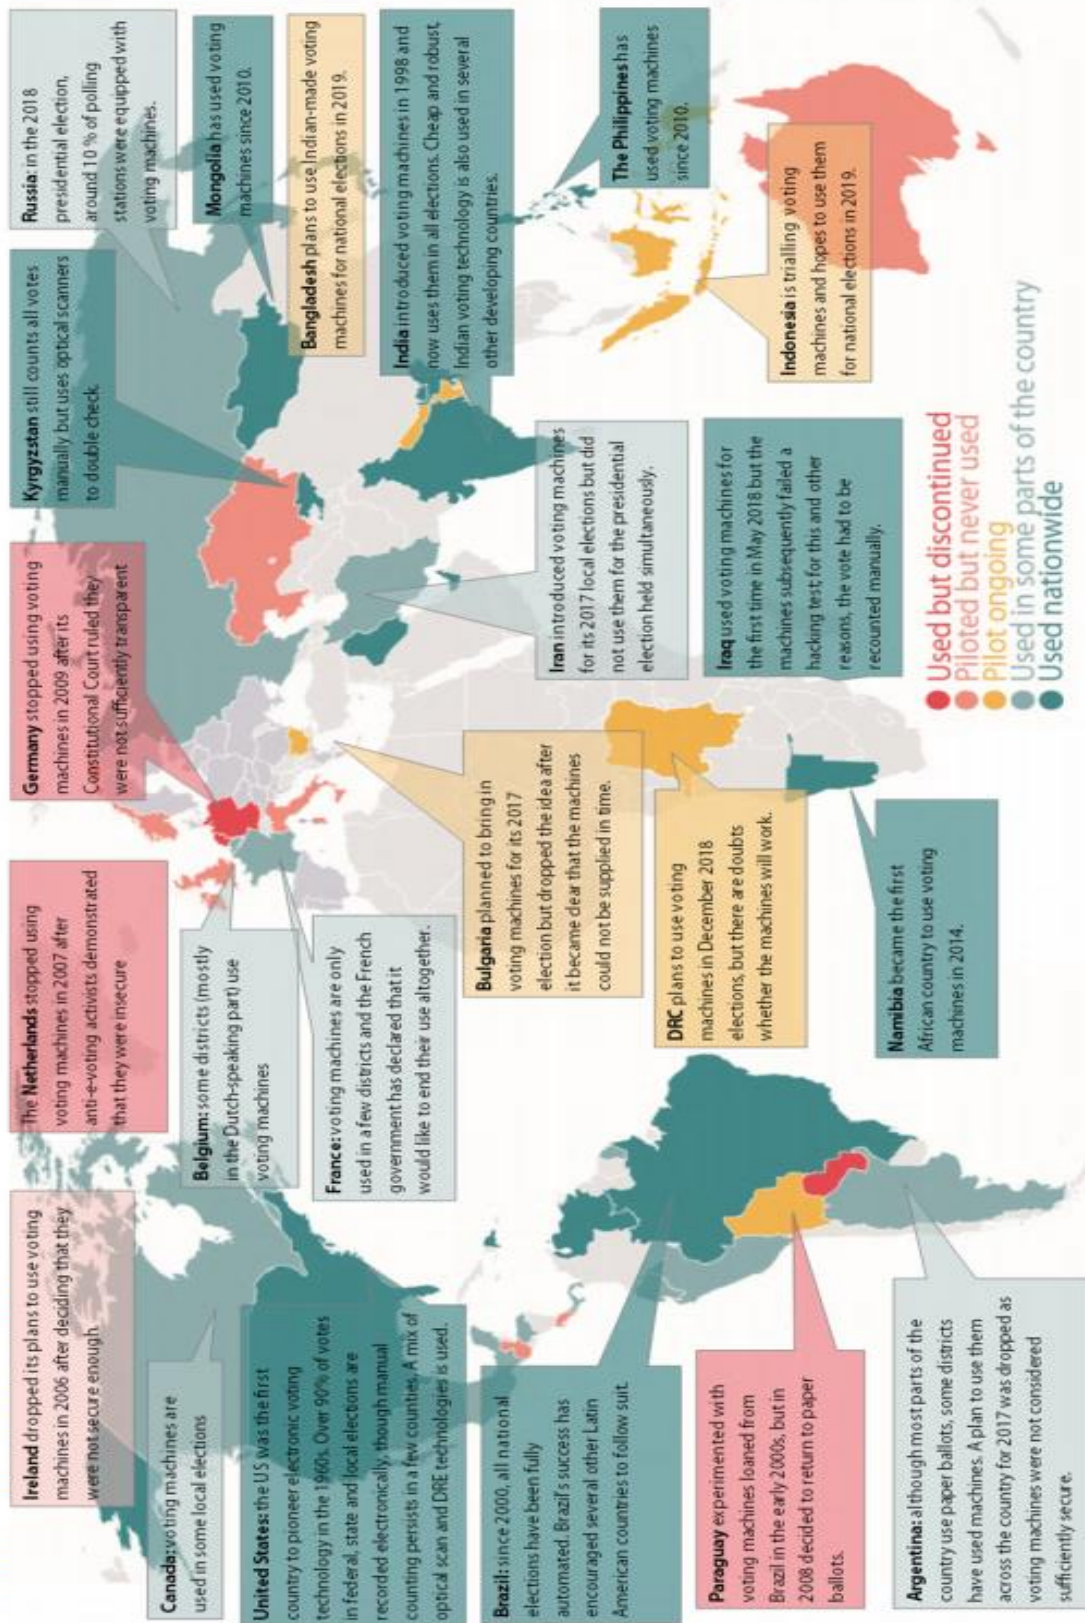 Ireland dropped its plans to use voting
machines in 2006 after deciding that they
were not secure enough
The Netherlands stopped using
voting machines in 2007 after
anti-e-voting activists demonstrated
that they were insecure
Germany stopped using voting
machines in 2009 after its
Constitutional Court ruled they
were not sufficiently transparent
Kyrgyzstan still counts all votes
manually but uses optical scanners
to double check.
Russia: in the 2018
presidential election,
around 10 % of polling
stations were equipped with
voting machines.
Canada: voting machines are
used in some local elections
Belgium: some districts (mostly
in the Dutch-speaking part) use
voting machines
Mongolia has used voting
machines since 2010.
United States: the US was the first
country to pioneer electronic voting
technology in the 1960s. Over 90% of votes
in federal, state and local elections are
recorded electronically, though manual
counting persists in a few counties. A mix of
optical scan and DRE technologies is used.
France: voting machines are only
used in a few districts and the French
government has declared that it
would like to end their use altogether.
Bangladesh plans to use Indian-made voting
machines for national elections in 2019.
India introduced voting machines in 1998 and
now uses them in all elections. Cheap and robust,
Indian voting technology is also used in several
other developing countries.
Brazil: since 2000, all national
elections have been fully
automated. Brazil's success has
encouraged several other Latin
American countries to follow suit.
Bulgaria planned to bring in
voting machines for its 2017
election but dropped the idea after
it became clear that the machines
could not be supplied in time.
Iran introduced voting machines
for its 2017 local elections but did
not use them for the presidential
election held simultaneously.
The Philippines has
used voting machines
since 2010.
Paraguay experimented with
voting machines loaned from
Brazil in the early 2000s, but in
2008 decided to return to paper
ballots.
DRC plans to use voting
machines in December 2018
elections, but there are doubts
whether the machines will work.
Iraq used voting machines for
the first time in May 2018 but the
machines subsequently failed a
hacking test for this and other
reasons, the vote had to be
recounted manually.
Indonesia is trialling voting
machines and hopes to use them
for national elections in 2019.
Argentina: although most parts of the
country use paper ballots, some districts
have used machines. A plan to use them
across the country for 2017 was dropped as
voting machines were not considered
sufficiently secure.
Namibia became the first
African country to use voting
machines in 2014.
Used but discontinued
Piloted but never used
Pilot ongoing
Used in some parts of the country
Used nationwide